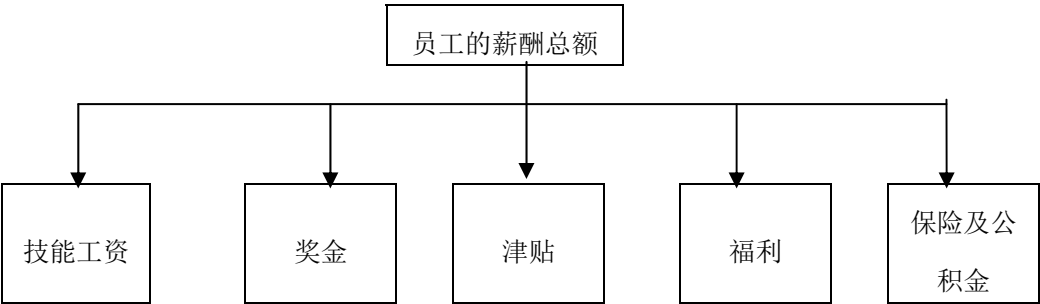 员工的薪酬总额
技能工资
奖金
津贴
福利
保险及公
积金